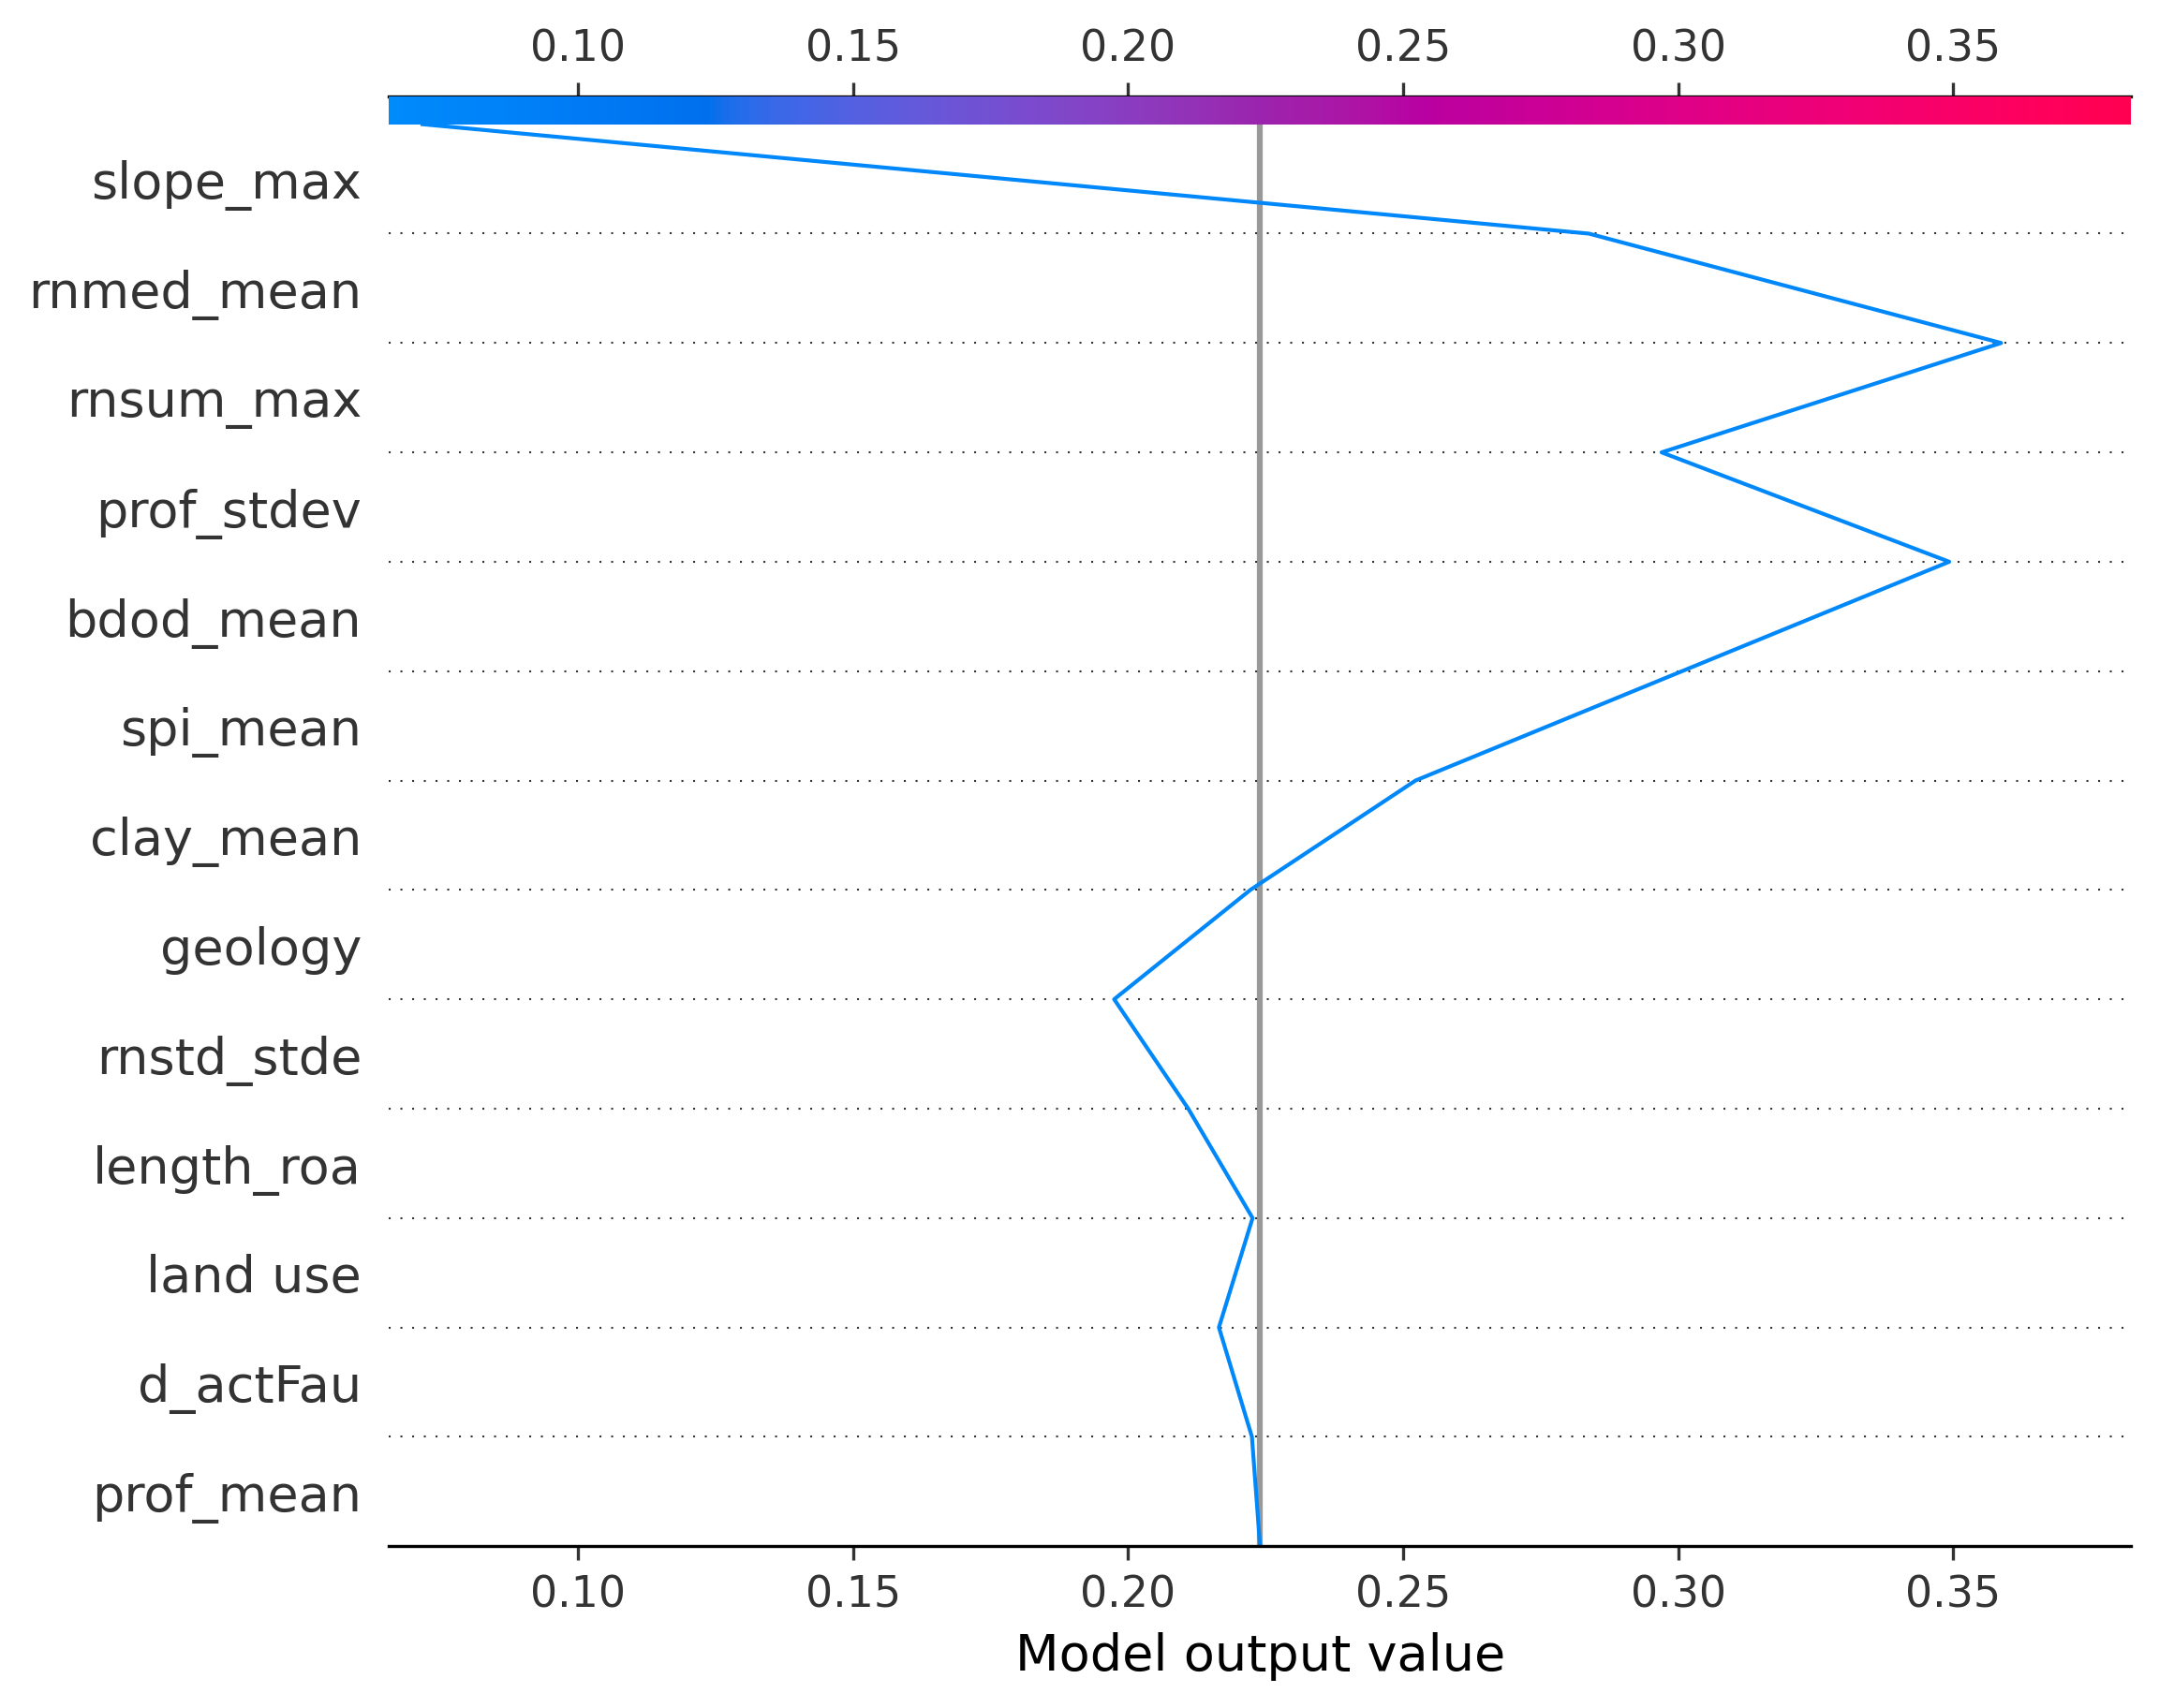 0.10 0.15 0.20 0.25 0.30 0.35
slope_max
rnmed_mean
rnsum_max
prof_stdev
bdod_mean
spi_mean
clay_mean
geology
rnstd_stde
length_roa
land use
d_actFau
prof_mean
0.10 0.15 0.20 0.25 0.30 0.35
Model output value